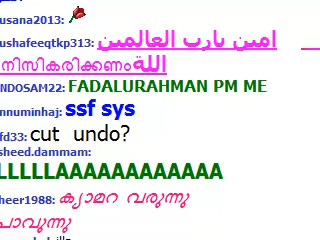 usana2013:
ushafeeqtkp313: امين يارب العالمين
നിസികരിക്കണംاللة
NDOSAM22: FADALURAHMAN PM ME
nnuminhaj: ssf sys
fd33: cut undo?
sheed.dammam:
LLLLLAAAAAAAAAAAAA
heer1988: ക്യാമറ വരുന്നു
പാവുന്നു